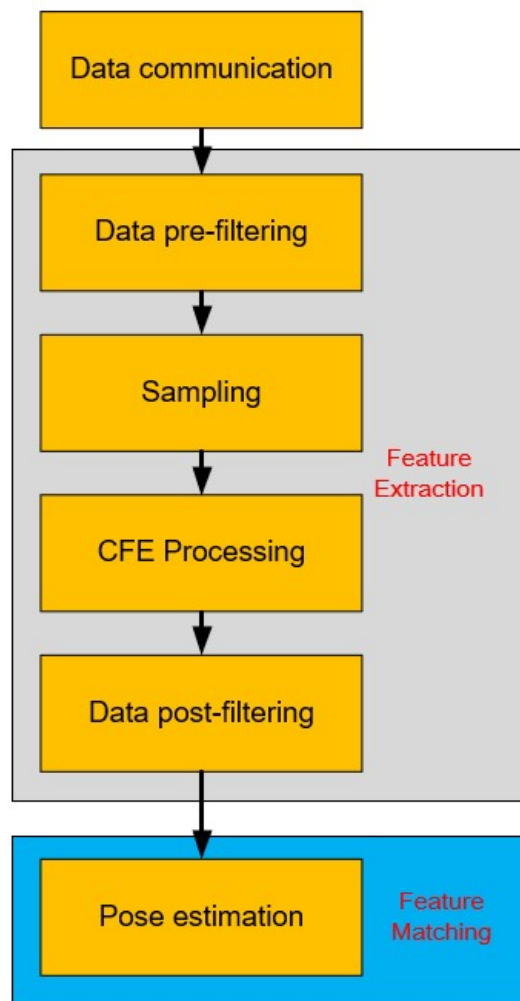 Data communication
Data pre-filtering
Sampling
Feature
Extraction
CFE Processing
Data post-filtering
Pose estimation
Feature
Matching